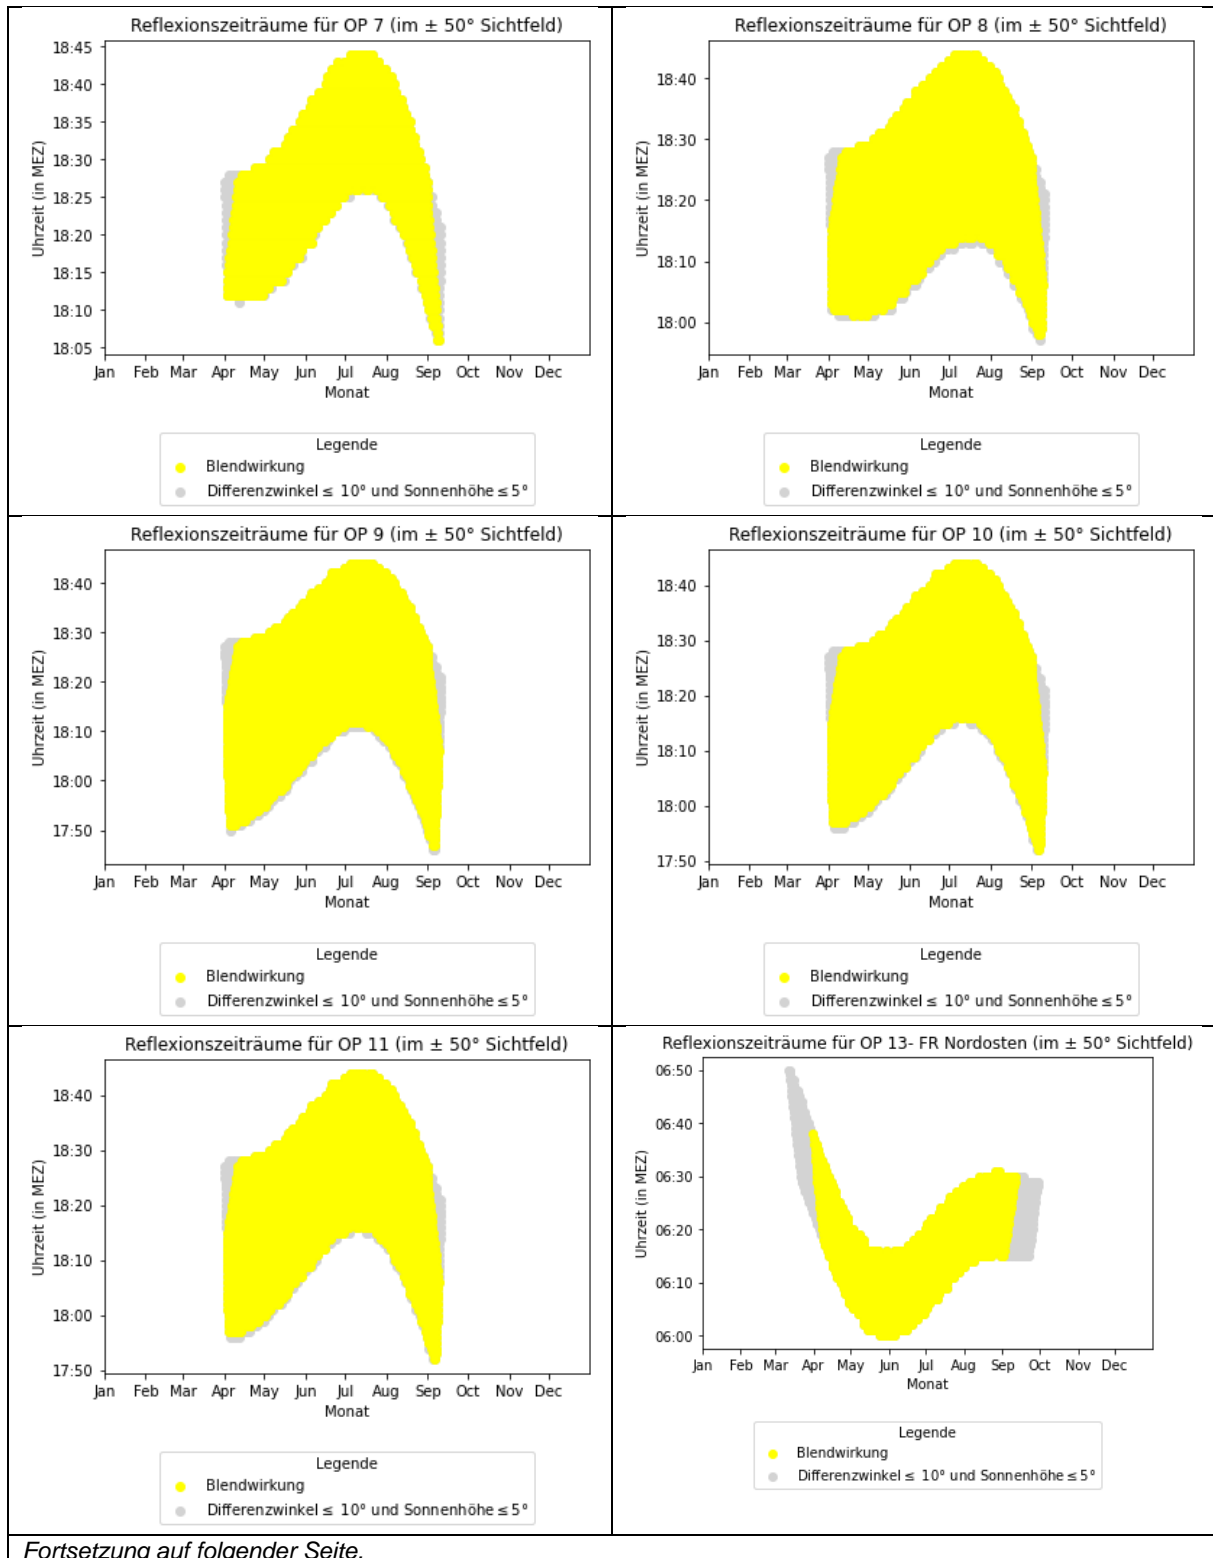 Reflexionszeiträume für OP 7 (im ± 50° Sichtfeld)
18:45
18:40
18:35
18:30
18:25
18:20
18:15
18:10
18:05
Uhrzeit (in MEZ)
Jan Feb Mar Apr May Jun Jul Aug Sep Oct Nov Dec
Monat
Legende
Blendwirkung
Differenzwinkel ≤ 10° und Sonnenhöhe ≤ 5°
Reflexionszeiträume für OP 8 (im ± 50° Sichtfeld)
18:40
18:30
18:20
18:10
18:00
Uhrzeit (in MEZ)
Jan Feb Mar Apr May Jun Jul Aug Sep Oct Nov Dec
Monat
Legende
Blendwirkung
Differenzwinkel ≤ 10° und Sonnenhöhe ≤ 5°
Reflexionszeiträume für OP 9 (im ± 50° Sichtfeld)
18:40
18:30
18:20
18:10
18:00
17:50
Uhrzeit (in MEZ)
Jan Feb Mar Apr May Jun Jul Aug Sep Oct Nov Dec
Monat
Legende
Blendwirkung
Differenzwinkel ≤ 10° und Sonnenhöhe ≤ 5°
Reflexionszeiträume für OP 10 (im ± 50° Sichtfeld)
18:40
18:30
18:20
18:10
18:00
17:50
Uhrzeit (in MEZ)
Jan Feb Mar Apr May Jun Jul Aug Sep Oct Nov Dec
Monat
Legende
Blendwirkung
Differenzwinkel ≤ 10° und Sonnenhöhe ≤ 5°
Reflexionszeiträume für OP 11 (im ± 50° Sichtfeld)
18:40
18:30
18:20
18:10
18:00
17:50
Uhrzeit (in MEZ)
Jan Feb Mar Apr May Jun Jul Aug Sep Oct Nov Dec
Monat
Legende
Blendwirkung
Differenzwinkel ≤ 10° und Sonnenhöhe ≤ 5°
Reflexionszeiträume für OP 13- FR Nordosten (im ± 50° Sichtfeld)
06:50
06:40
06:30
06:20
06:10
06:00
Uhrzeit (in MEZ)
Jan Feb Mar Apr May Jun Jul Aug Sep Oct Nov Dec
Monat
Legende
Blendwirkung
Differenzwinkel ≤ 10° und Sonnenhöhe ≤ 5°
Fortsetzung auf folgender Seite.